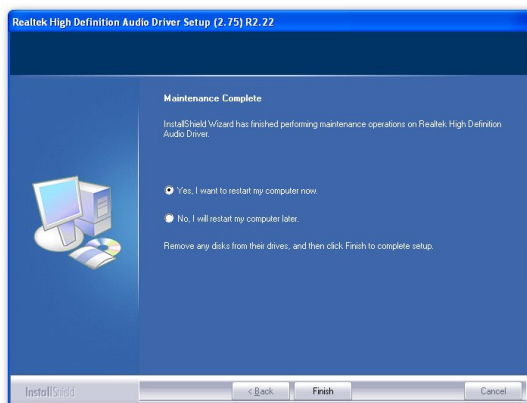 Realtek High Definition Audio Driver Setup (2.75) R2.22
Maintenance Complete
InstallShield Wizard has finished performing maintenance operations on Realtek High Definition
Audio Driver.
Yes, I want to restart my computer now.
No, I will restart my computer later.
Remove any disks from their drives, and then click Finish to complete setup.
InstallShield
< Back
Finish
Cancel